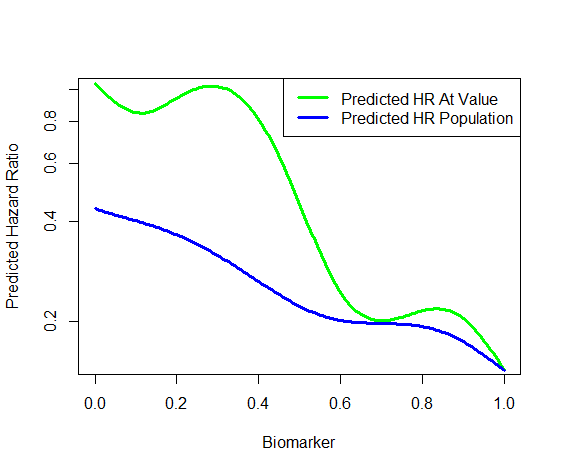 Predicted HR At Value
Predicted HR Population
Predicted Hazard Ratio
0.8
0.6
0.4
0.2
0.0 0.2 0.4 0.6 0.8 1.0
Biomarker